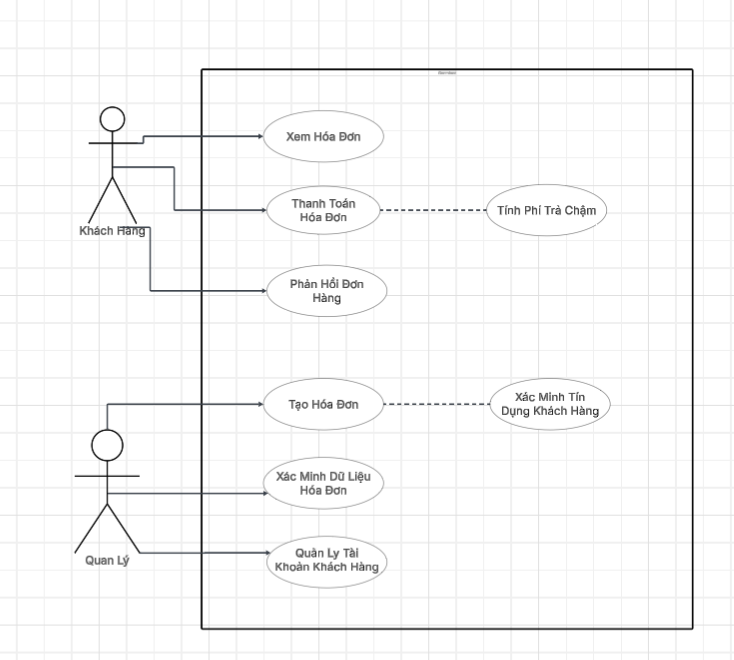 Xem Hóa Đơn
Thanh Toán
Hóa Đơn
Tính Phí Trả Chậm
Khách Hàng
Phản Hồi Đơn
Hàng
Tạo Hóa Đơn
Xác Minh Tín
Dụng Khách Hàng
Xác Minh Dữ Liệu
Hóa Đơn
Quan Lý
Quản Lý Tài
Khoản Khách Hàng